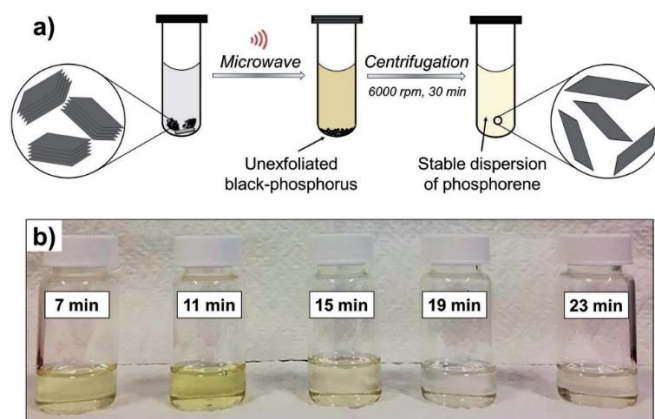 a)
Microwave
Centrifugation
6000 rpm, 30 min
Unexfoliated
black-phosphorus
Stable dispersion
of phosphorene
b)
7 min
11 min
15 min
19 min
23 min